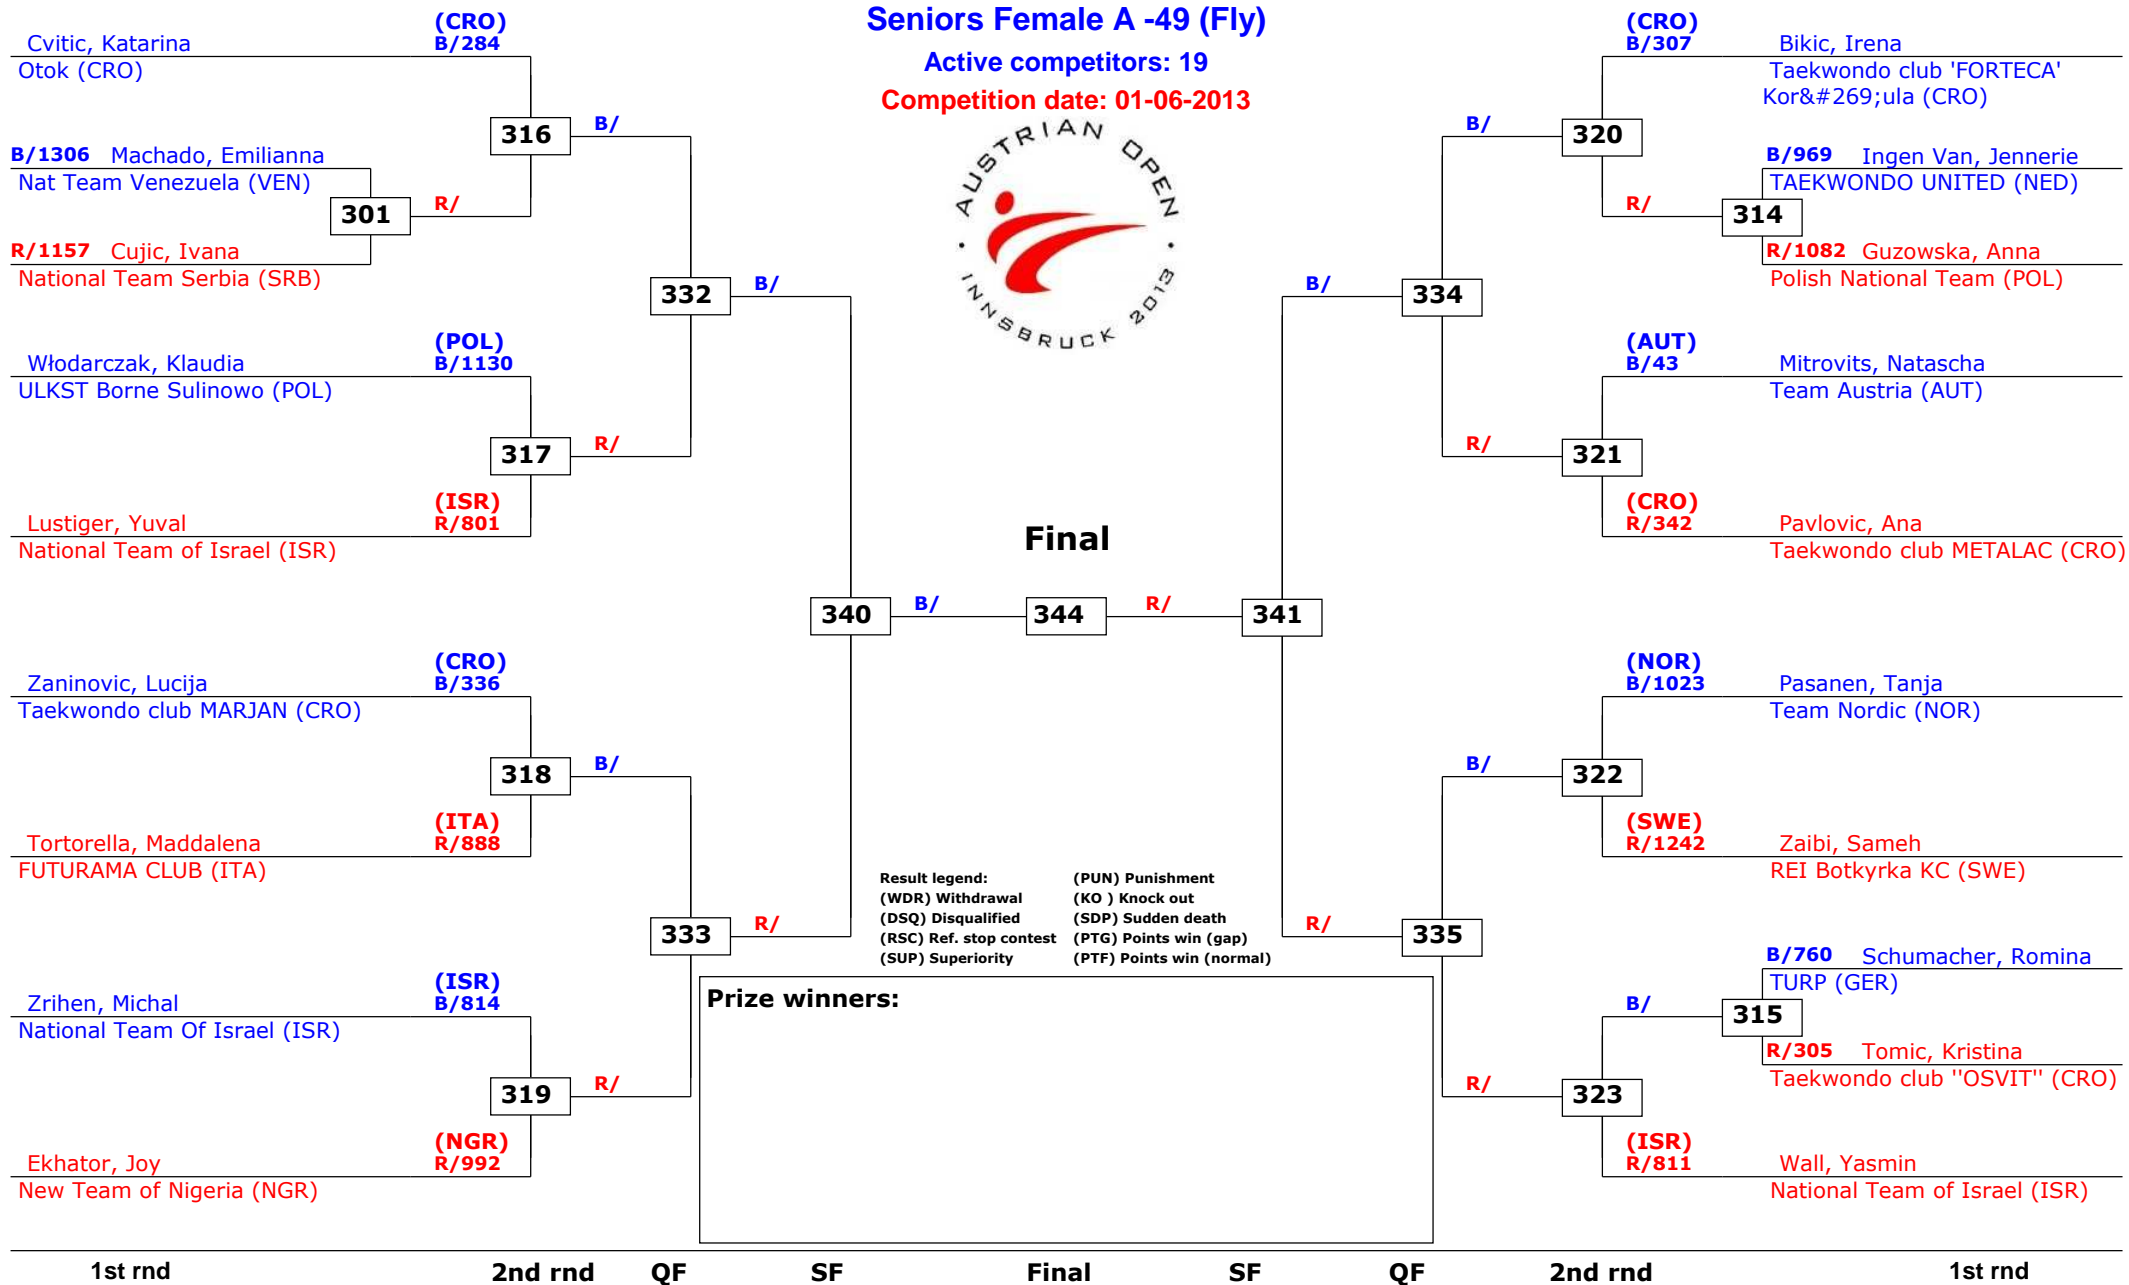 Seniors Female A -49 (Fly)
Active competitors: 19
Competition date: 01-06-2013
AUSTRIAN OPEN
· INNSBRUCK 2013 ·
(CRO)
Cvitic, Katarina B/284
Otok (CRO)
316
B/
B/1306 Machado, Emilianna
Nat Team Venezuela (VEN)
301
R/
R/1157 Cujic, Ivana
National Team Serbia (SRB)
332
B/
(POL)
Włodarczak, Klaudia B/1130
ULKST Borne Sulinowo (POL)
317
R/
(ISR)
Lustiger, Yuval R/801
National Team of Israel (ISR)
340
B/
(CRO)
Zaninovic, Lucija B/336
Taekwondo club MARJAN (CRO)
318
B/
(ITA)
Tortorella, Maddalena R/888
FUTURAMA CLUB (ITA)
333
R/
(ISR)
Zrihen, Michal B/814
National Team Of Israel (ISR)
319
R/
(NGR)
Ekhator, Joy R/992
New Team of Nigeria (NGR)
Final
344
R/
341
(CRO)
B/307 Bikic, Irena
Taekwondo club 'FORTECA'
Kor&#269;ula (CRO)
B/
320
B/969 Ingen Van, Jennerie
TAEKWONDO UNITED (NED)
R/
314
R/1082 Guzowska, Anna
Polish National Team (POL)
B/
334
(AUT)
B/43 Mitrovits, Natascha
Team Austria (AUT)
R/
321
(CRO)
R/342 Pavlovic, Ana
Taekwondo club METALAC (CRO)
(NOR)
B/1023 Pasanen, Tanja
Team Nordic (NOR)
B/
322
(SWE)
R/1242 Zaibi, Sameh
REI Botkyrka KC (SWE)
R/
335
B/760 Schumacher, Romina
TURP (GER)
B/
315
R/305 Tomic, Kristina
Taekwondo club "OSVIT" (CRO)
R/
323
(ISR)
R/811 Wall, Yasmin
National Team of Israel (ISR)
Result legend: (PUN) Punishment
(WDR) Withdrawal (KO ) Knock out
(DSQ) Disqualified (SDP) Sudden death
(RSC) Ref. stop contest (PTG) Points win (gap)
(SUP) Superiority (PTF) Points win (normal)
Prize winners:
1st rnd 2nd rnd QF SF Final SF QF 2nd rnd 1st rnd